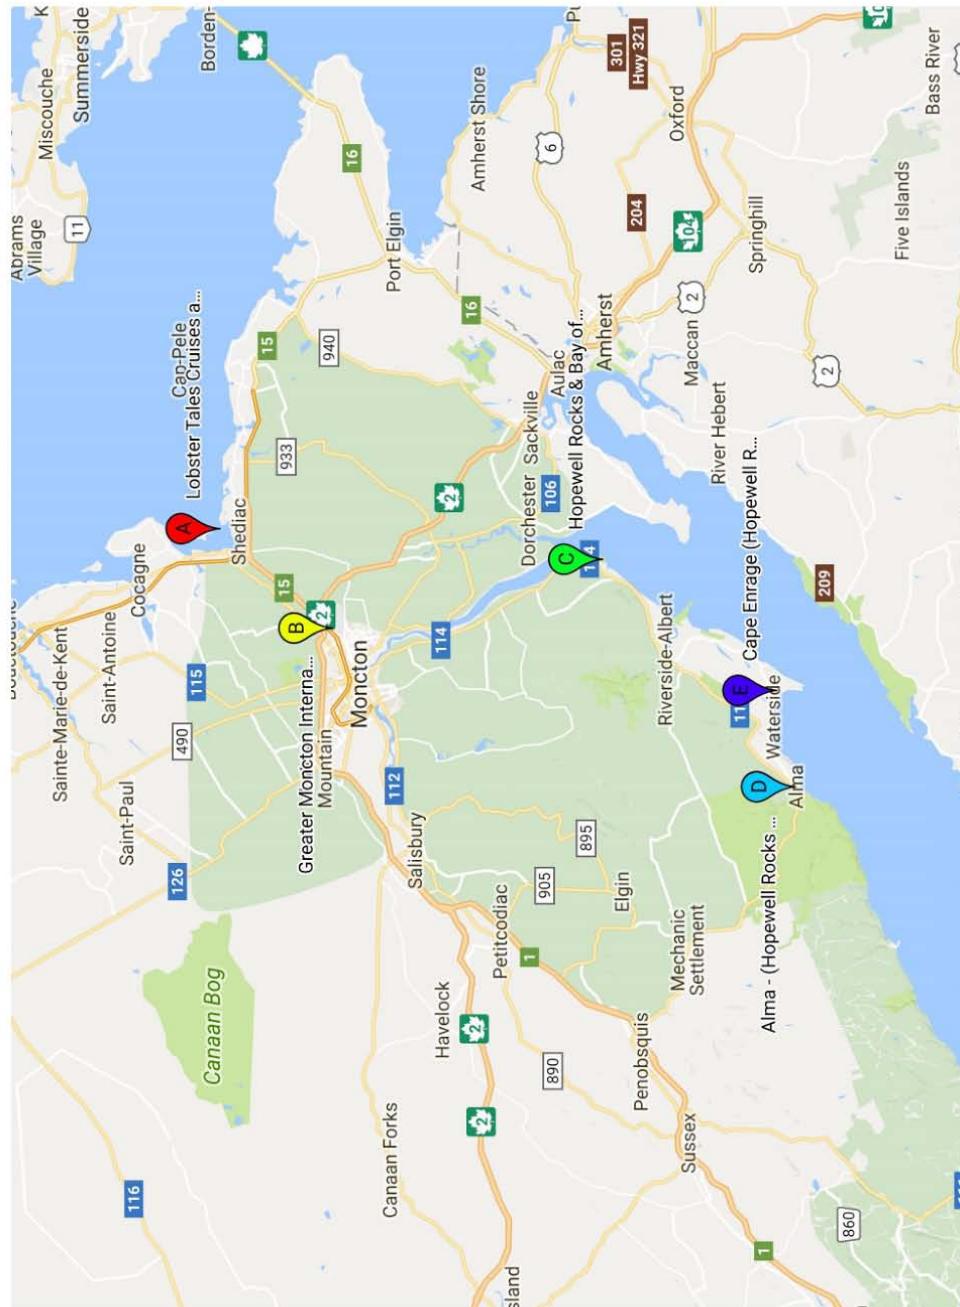 Abrams
Village
Miscouche
Summerside
K
11
Borden-
16
Pu
301
Hwy 321
Amherst Shore
6
Oxford
204
104
Springhill
Bass River
Five Islands
2
2
Maccan
Port Elgin
16
Cap-Pele
Lobster Tales Cruises a...
15
940
933
A
Shediac
Cocagne
Saint-Antoine
Sainte-Marie-de-Kent
Saint-Paul
115
490
126
15
2
B
Greater Moncton Interna...
Moncton
Mountain
112
114
2
Dorchester
Sackville
106
Aulac
Amherst
Hopewell Rocks & Bay of...
C
River Hebert
209
Riverside-Albert
E
Cape Enrage (Hopewell R...
Waterside
D
Alma
Alma - (Hopewell Rocks ...
Salisbury
895
905
Elgin
Petitcodiac
1
Mechanic
Settlement
Canaan Bog
Havelock
2
2
890
Penobsquis
Canaan Forks
Sussex
116
860
1
sland